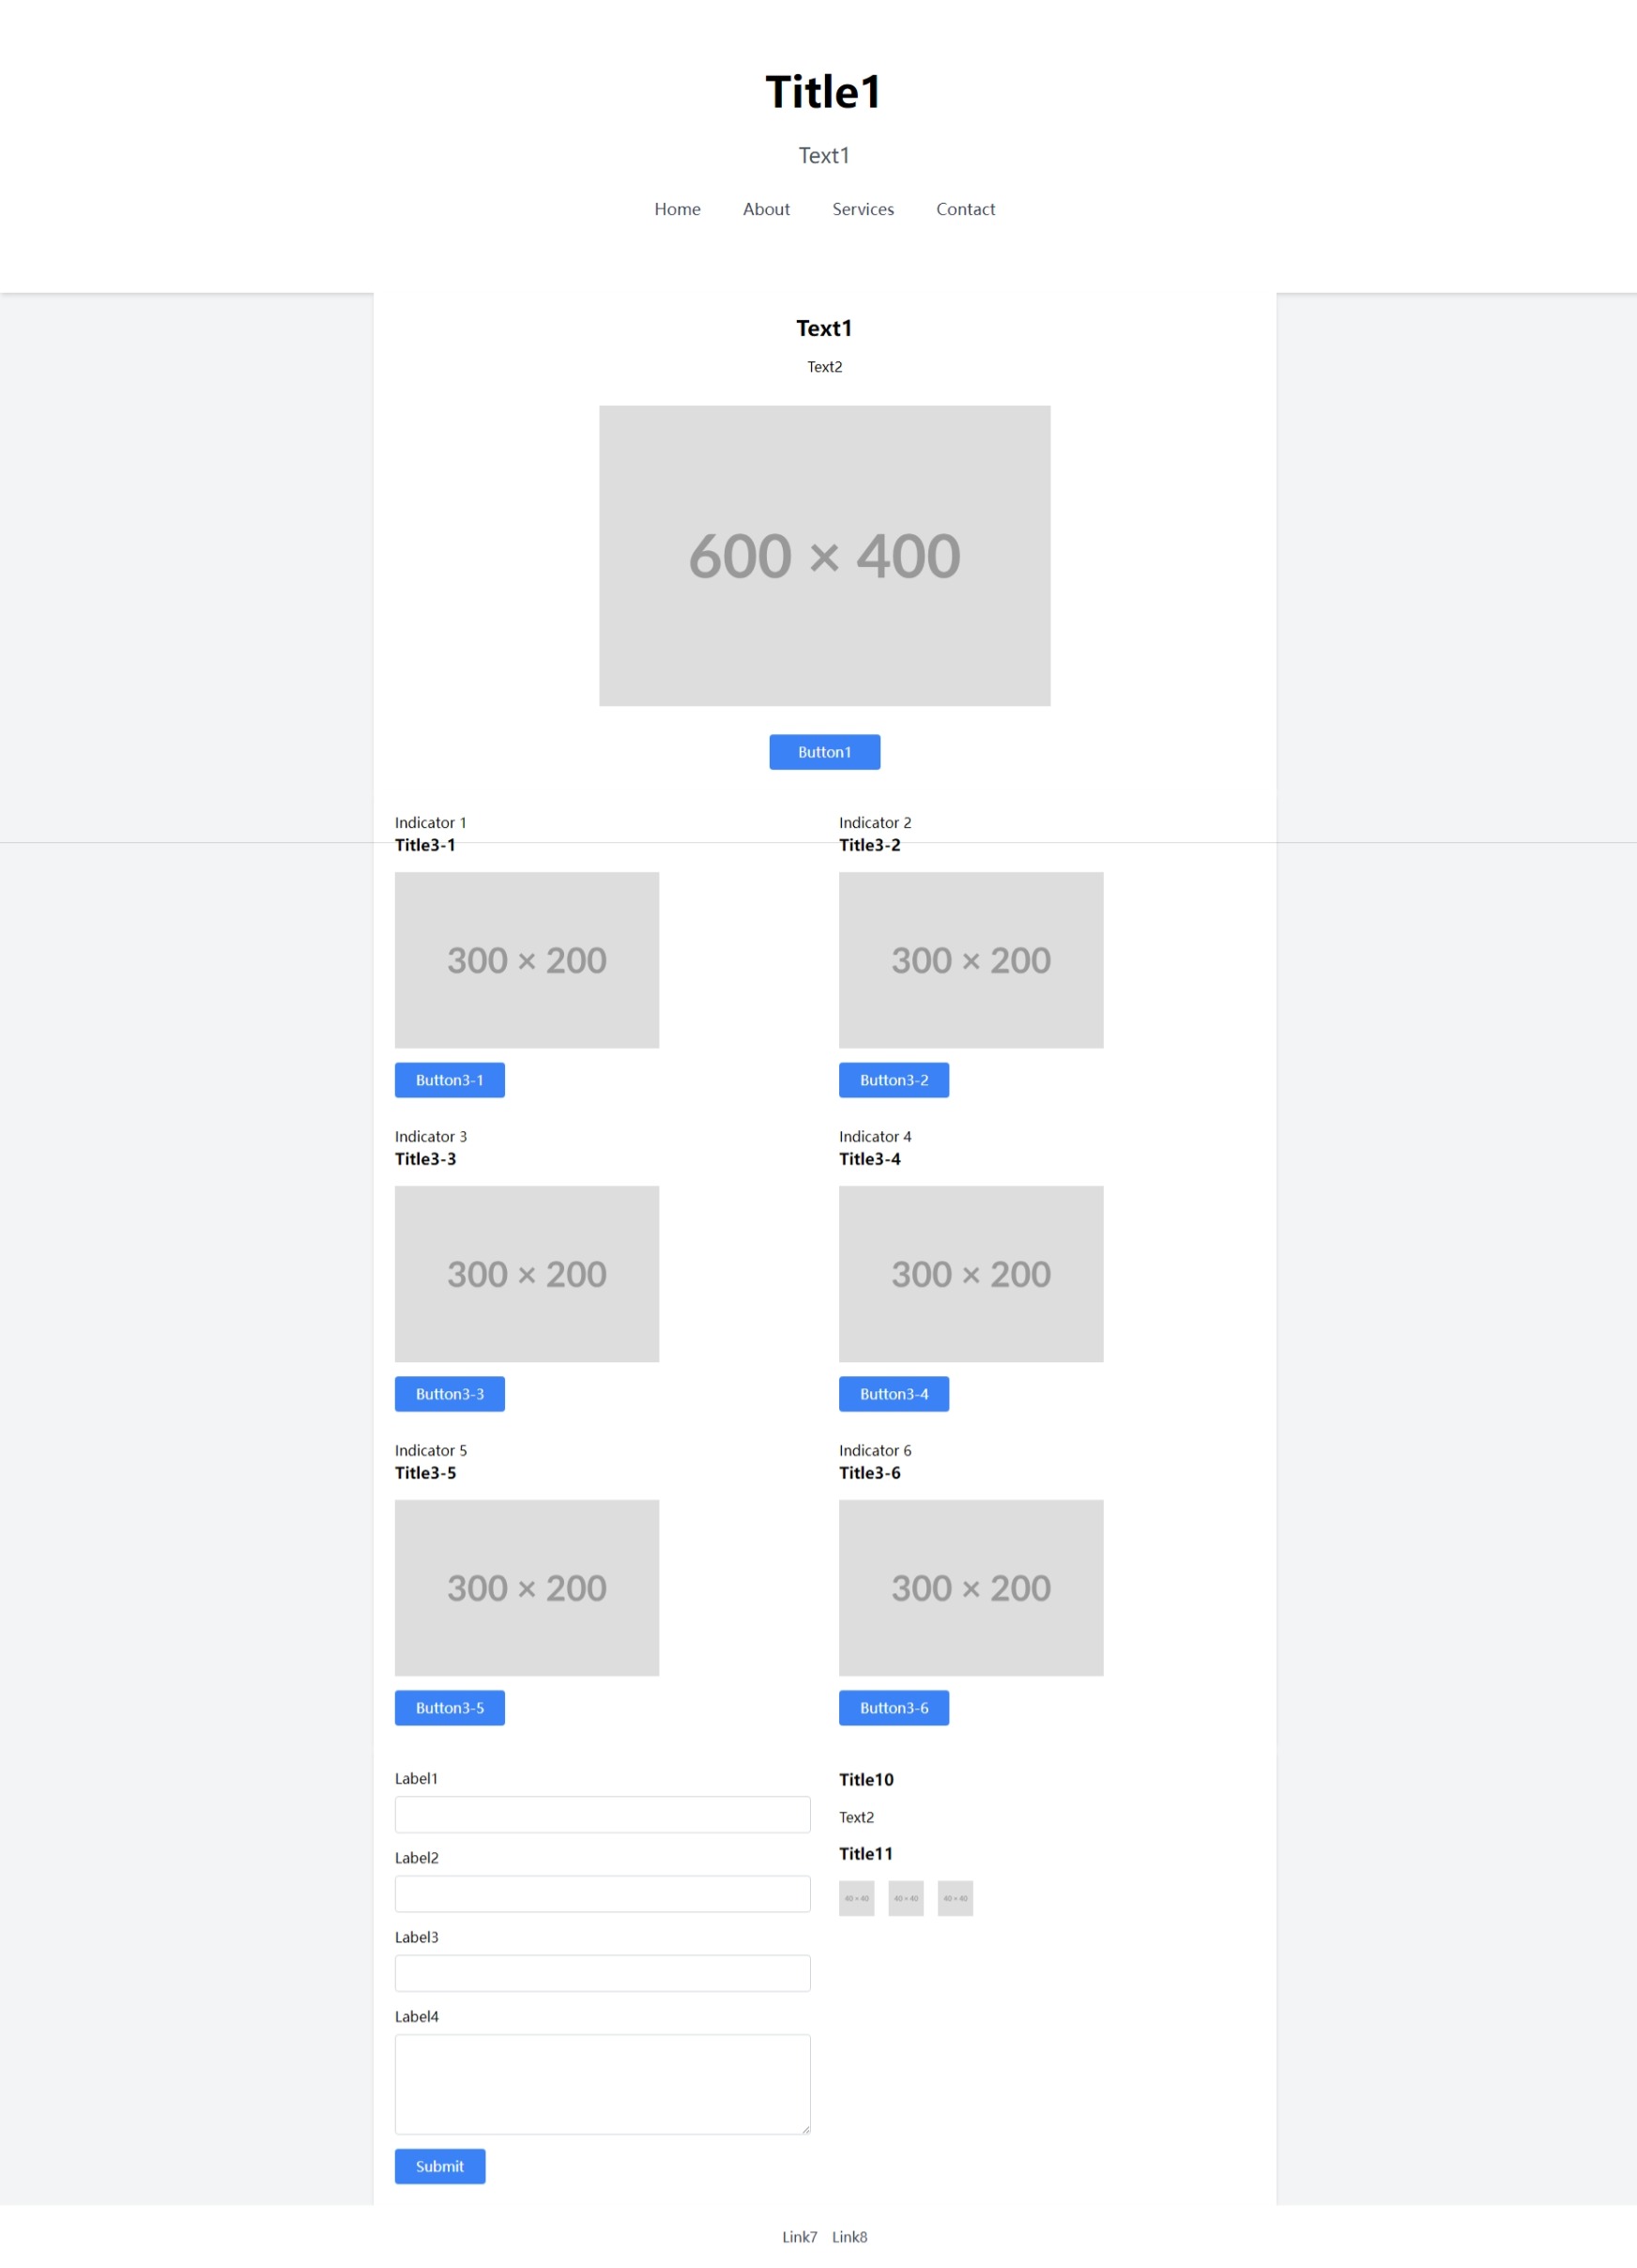 Title1
Text1
Home About Services Contact
Text1
Text2
600 × 400
Button1
Indicator 1
Title3-1
300 × 200
Button3-1
Indicator 2
Title3-2
300 × 200
Button3-2
Indicator 3
Title3-3
300 × 200
Button3-3
Indicator 4
Title3-4
300 × 200
Button3-4
Indicator 5
Title3-5
300 × 200
Button3-5
Indicator 6
Title3-6
300 × 200
Button3-6
Label1
Label2
Label3
Label4
Submit
Title10
Text2
Title11
40 × 40 40 × 40 40 × 40
Link7 Link8